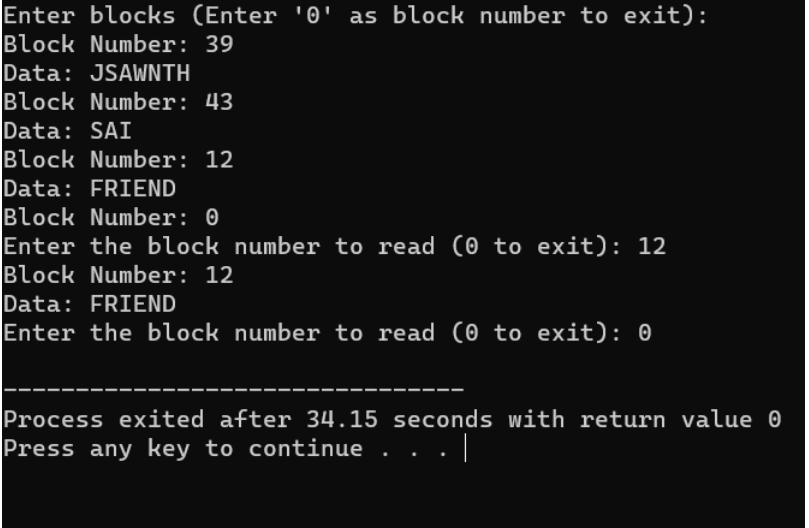 Enter blocks (Enter '0' as block number to exit):
Block Number: 39
Data: JSAWNTH
Block Number: 43
Data: SAI
Block Number: 12
Data: FRIEND
Block Number: 0
Enter the block number to read (0 to exit): 12
Block Number: 12
Data: FRIEND
Enter the block number to read (0 to exit): 0
--------------------------------
Process exited after 34.15 seconds with return value 0
Press any key to continue . . .